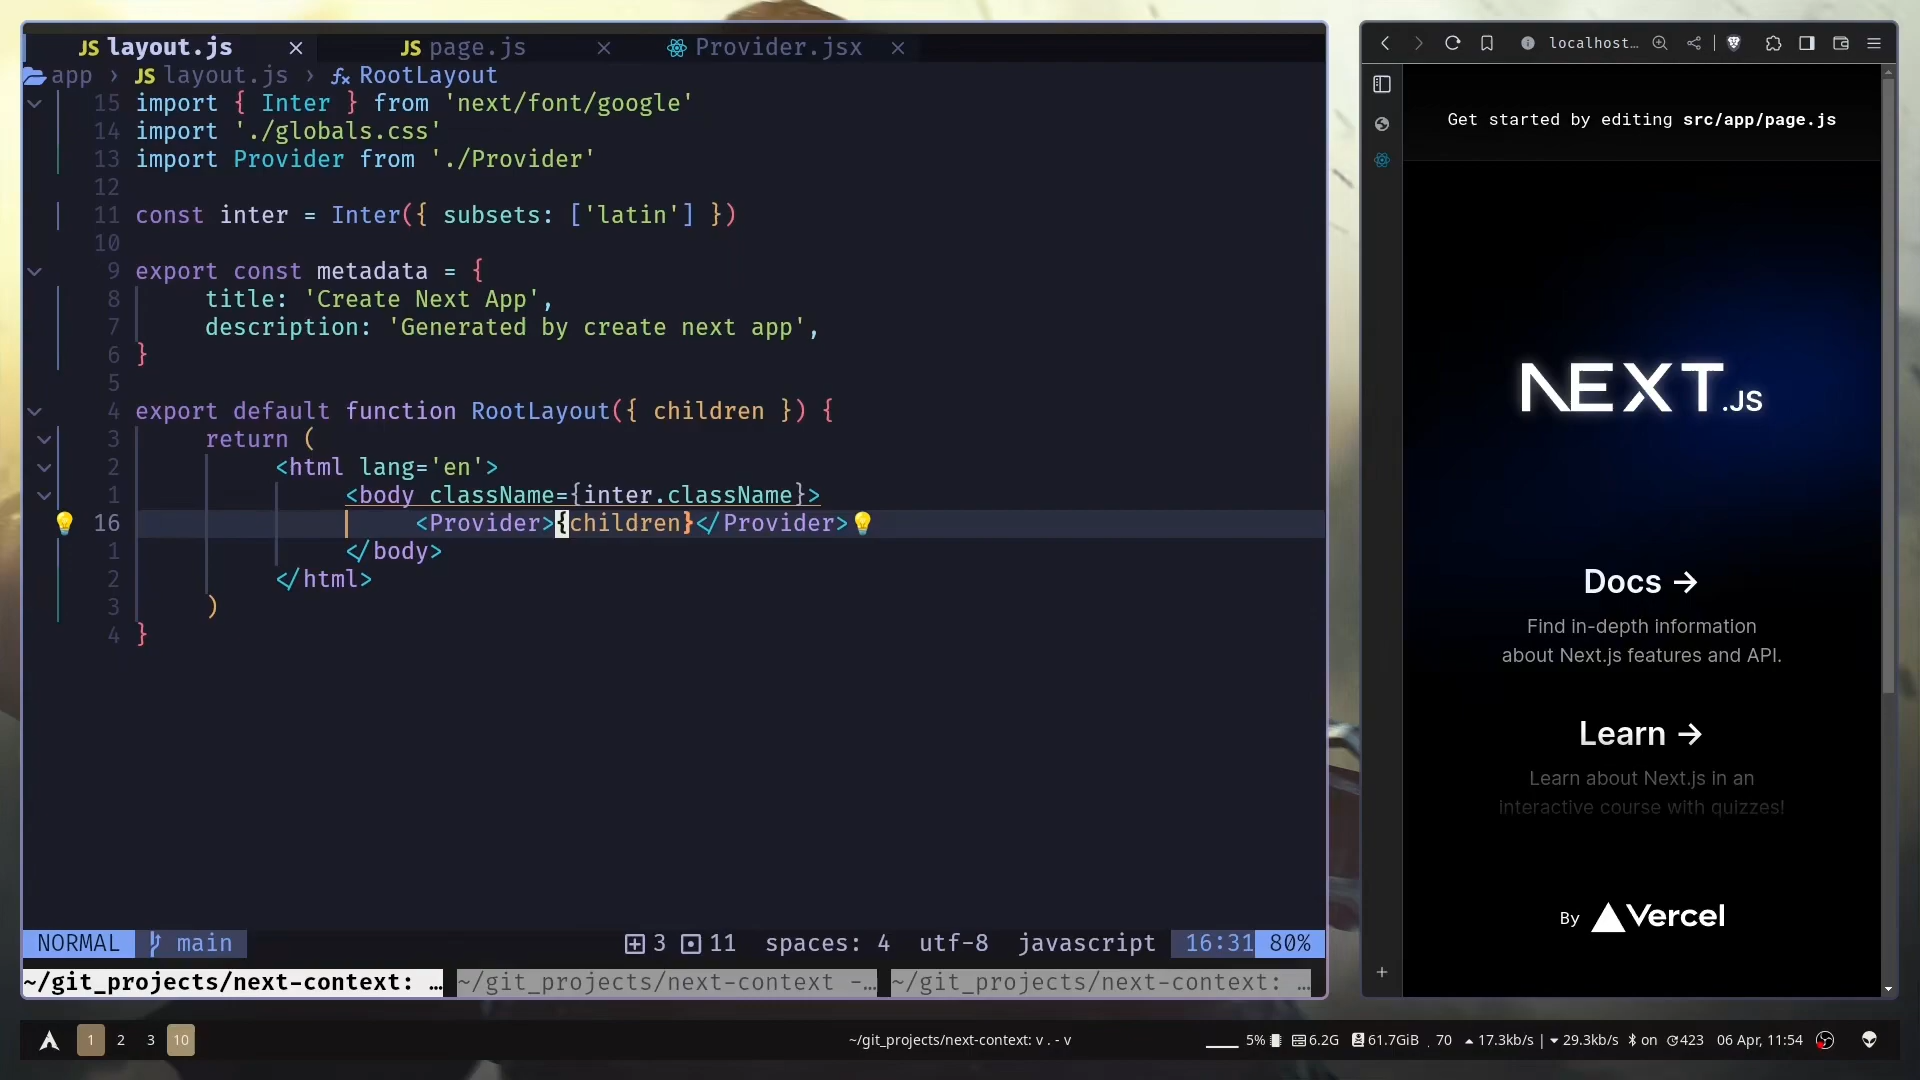 JS layout.js × JS page.js × Provider.jsx ×
app › JS layout.js › fx RootLayout
15 import { Inter } from 'next/font/google'
14 import './globals.css'
13 import Provider from './Provider'
12
11 const inter = Inter({ subsets: ['latin'] })
10
9 export const metadata = {
8 title: 'Create Next App',
7 description: 'Generated by create next app',
6 }
5
4 export default function RootLayout({ children }) {
3 return (
2 <html lang='en'>
1 <body className={inter.className}>
16 <Provider>{children}</Provider>
1 </body>
2 </html>
3 )
4 }
NORMAL main 3 11 spaces: 4 utf-8 javascript 16:31 80%
~/git_projects/next-context: … ~/git_projects/next-context -… ~/git_projects/next-context: …
localhost…
Get started by editing src/app/page.js
NEXT.JS
Docs →
Find in-depth information
about Next.js features and API.
Learn →
Learn about Next.js in an
interactive course with quizzes!
By Vercel
1 2 3 10 ~/git_projects/next-context: v . - v 5% 6.2G 61.7GiB 70 17.3kb/s | 29.3kb/s on 423 06 Apr, 11:54